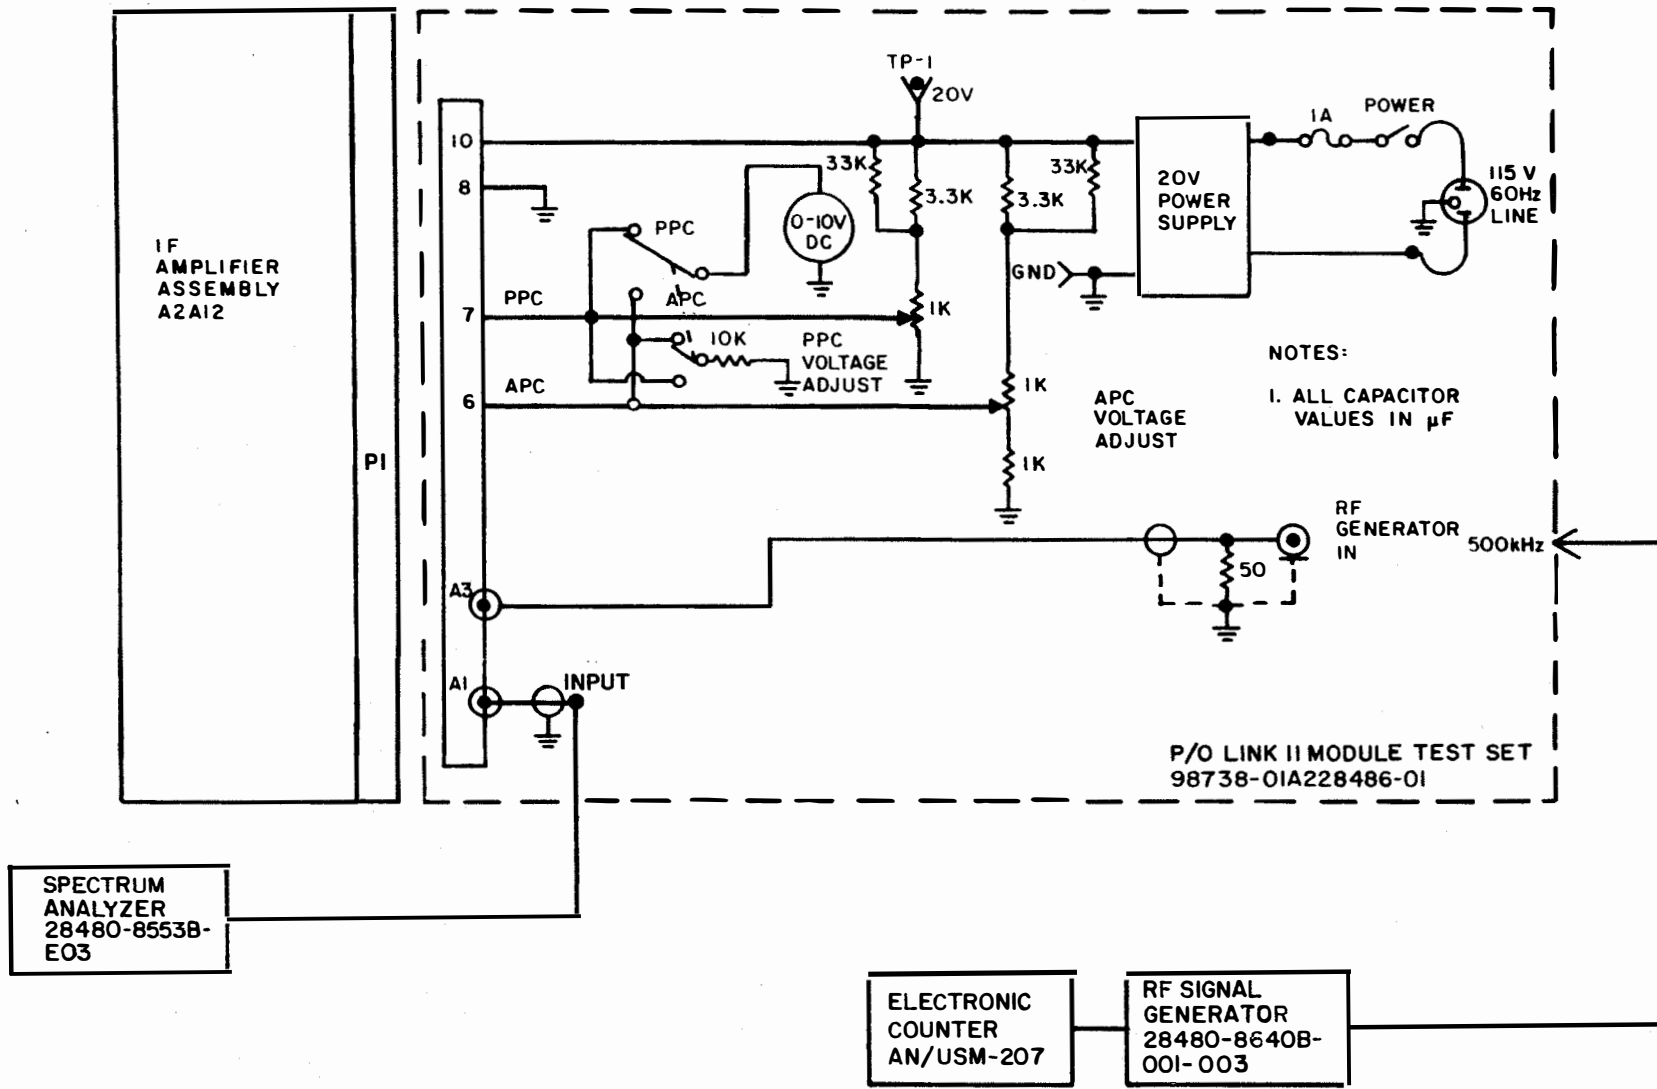 IF
AMPLIFIER
ASSEMBLY
A2A12
P1
10
8
7
6
A3
A1
PPC
APC
PPC
APC
0-10V
DC
10K
PPC
VOLTAGE
ADJUST
TP-1
20V
33K
3.3K
1K
3.3K
33K
1K
1K
GND
20V
POWER
SUPPLY
1A
POWER
115 V
60Hz
LINE
APC
VOLTAGE
ADJUST
NOTES:
1. ALL CAPACITOR
VALUES IN µF
RF
GENERATOR
IN
500kHz
50
INPUT
P/O LINK 11 MODULE TEST SET
98738-01A228486-01
SPECTRUM
ANALYZER
28480-8553B-
E03
ELECTRONIC
COUNTER
AN/USM-207
RF SIGNAL
GENERATOR
28480-8640B-
001-003